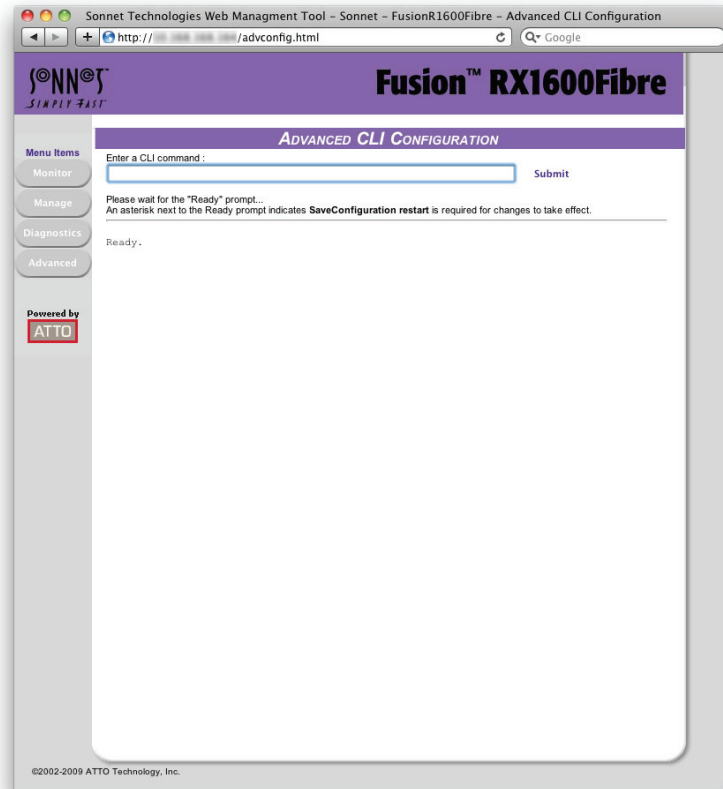 Sonnet Technologies Web Managment Tool – Sonnet – FusionR1600Fibre – Advanced CLI Configuration
http:// /advconfig.html
Google
SONNET™
SIMPLY FAST
Fusion™ RX1600Fibre
ADVANCED CLI CONFIGURATION
Menu Items
Monitor
Manage
Diagnostics
Advanced
Powered by
ATTO
Enter a CLI command :
Submit
Please wait for the "Ready" prompt...
An asterisk next to the Ready prompt indicates SaveConfiguration restart is required for changes to take effect.
Ready.
©2002-2009 ATTO Technology, Inc.